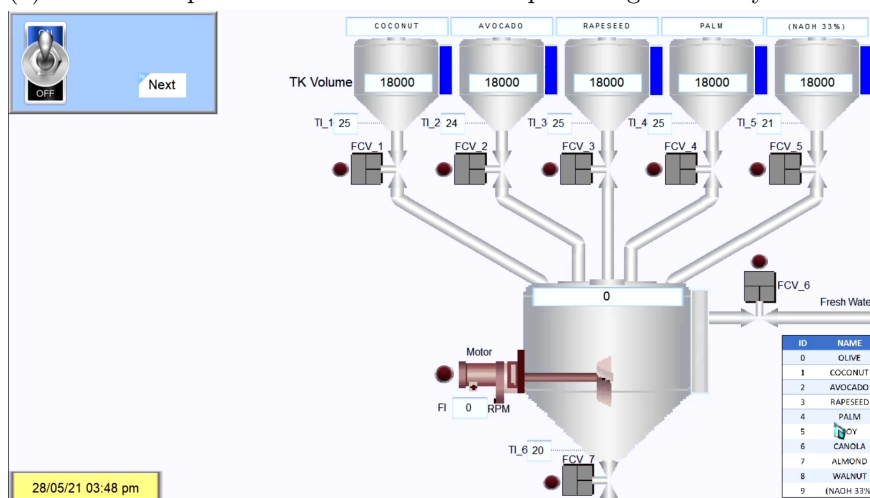 ON
OFF
Next
COCONUT AVOCADO RAPESEED PALM (NAOH 33%)
TK Volume 18000 18000 18000 18000 18000
TI_1 25 TI_2 24 TI_3 25 TI_4 25 TI_5 21
FCV_1 FCV_2 FCV_3 FCV_4 FCV_5
0
FCV_6
Fresh Wate
Motor
FI 0 RPM
TI_6 20
FCV_7
ID NAME
0 OLIVE
1 COCONUT
2 AVOCADO
3 RAPESEED
4 PALM
5
6 CANOLA
7 ALMOND
8 WALNUT
9 (NAOH 33%
28/05/21 03:48 pm